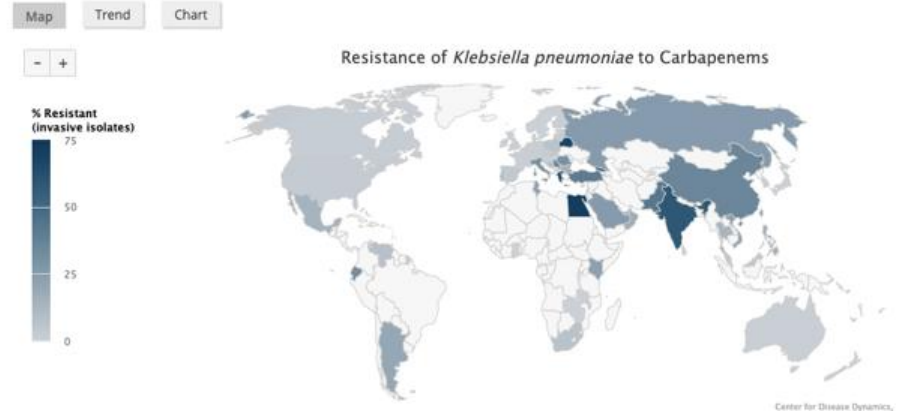 Map Trend Chart
- +
Resistance of Klebsiella pneumoniae to Carbapenems
% Resistant
(invasive isolates)
75
50
25
0
Center for Disease Dynamics,